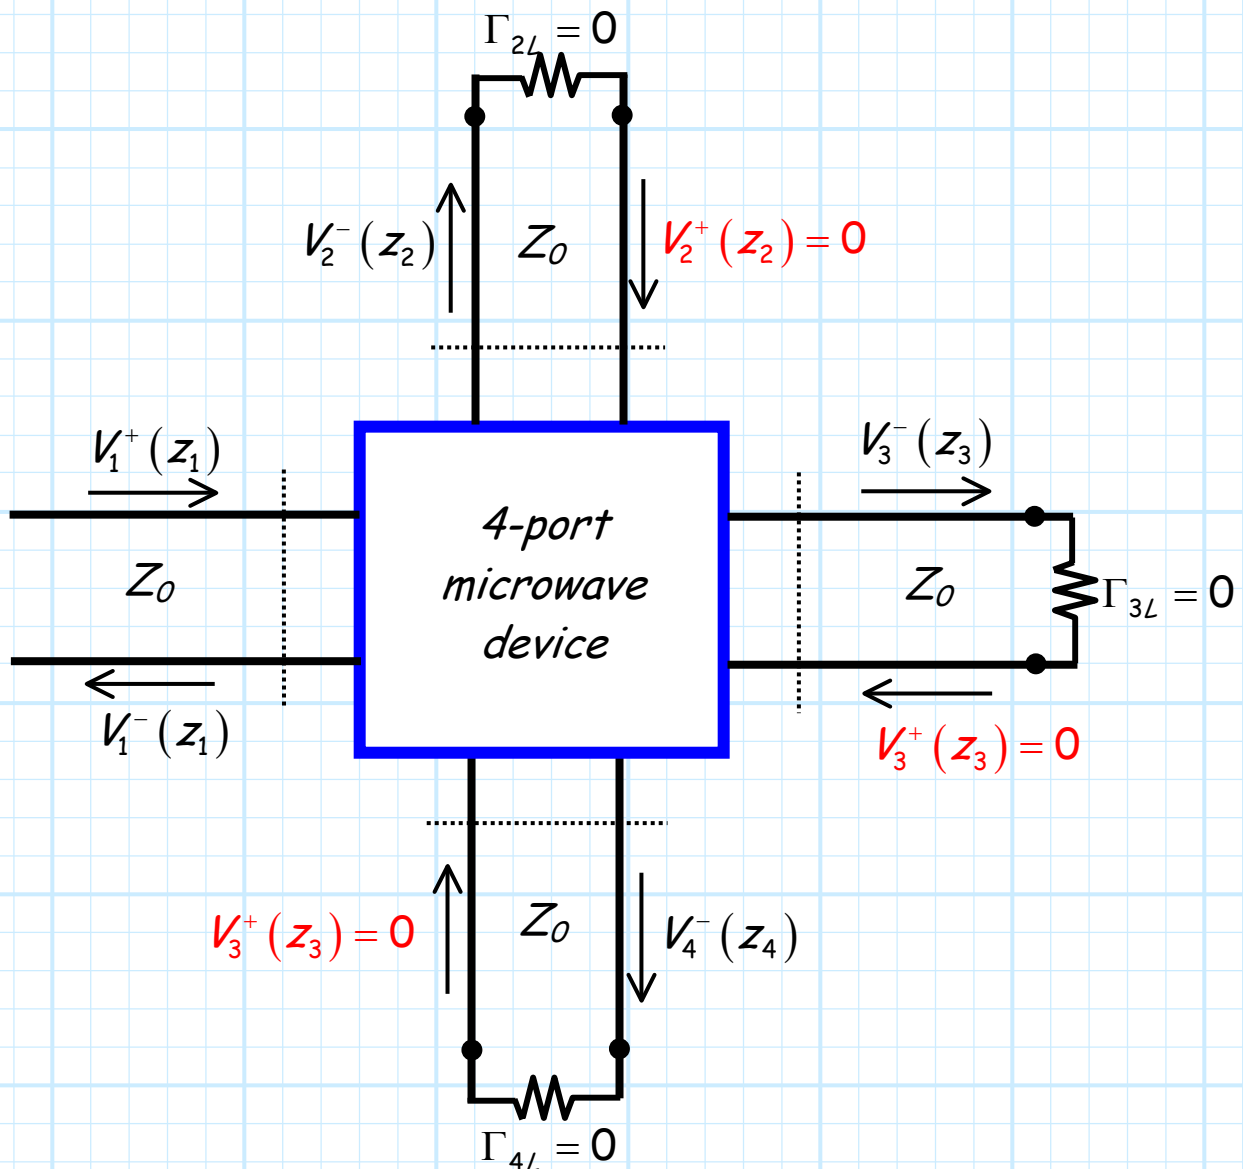 Γ₂L = 0
V₂⁻(z₂)
Z₀
V₂⁺(z₂) = 0
V₁⁺(z₁)
V₃⁻(z₃)
4-port
microwave
device
Z₀
Z₀
Γ₃L = 0
V₁⁻(z₁)
V₃⁺(z₃) = 0
V₃⁺(z₃) = 0
Z₀
V₄⁻(z₄)
Γ₄L = 0